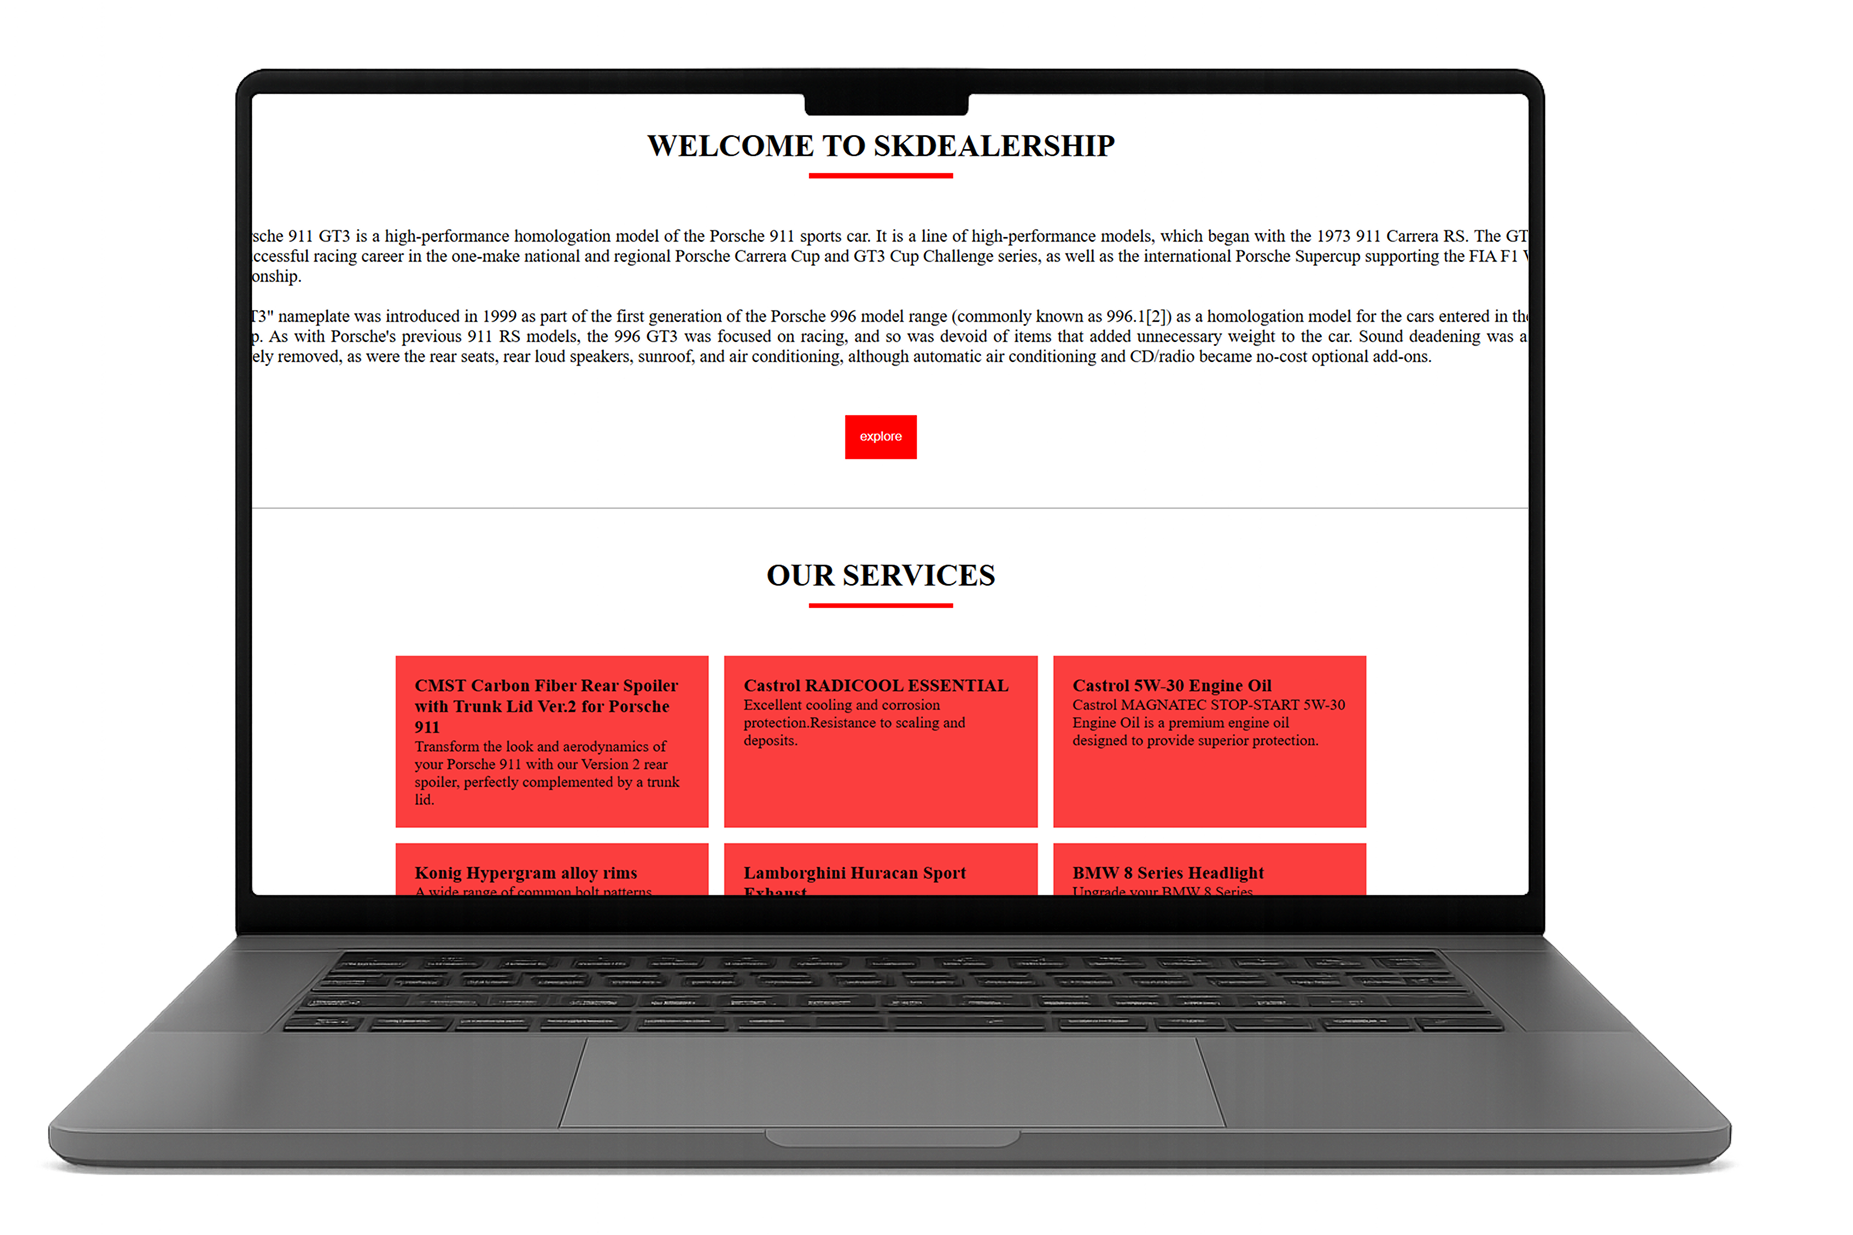 WELCOME TO SKDEALERSHIP
sche 911 GT3 is a high-performance homologation model of the Porsche 911 sports car. It is a line of high-performance models, which began with the 1973 911 Carrera RS. The GT
ccessful racing career in the one-make national and regional Porsche Carrera Cup and GT3 Cup Challenge series, as well as the international Porsche Supercup supporting the FIA F1
onship.
T3" nameplate was introduced in 1999 as part of the first generation of the Porsche 996 model range (commonly known as 996.1[2]) as a homologation model for the cars entered in the
p. As with Porsche's previous 911 RS models, the 996 GT3 was focused on racing, and so was devoid of items that added unnecessary weight to the car. Sound deadening was a
ely removed, as were the rear seats, rear loud speakers, sunroof, and air conditioning, although automatic air conditioning and CD/radio became no-cost optional add-ons.
explore
OUR SERVICES
CMST Carbon Fiber Rear Spoiler
with Trunk Lid Ver.2 for Porsche
911
Transform the look and aerodynamics of
your Porsche 911 with our Version 2 rear
spoiler, perfectly complemented by a trunk
lid.
Castrol RADICOOL ESSENTIAL
Excellent cooling and corrosion
protection.Resistance to scaling and
deposits.
Castrol 5W-30 Engine Oil
Castrol MAGNATEC STOP-START 5W-30
Engine Oil is a premium engine oil
designed to provide superior protection.
Konig Hypergram alloy rims
A wide range of common bolt patterns
Lamborghini Huracan Sport
Exhaust
BMW 8 Series Headlight
Upgrade your BMW 8 Series